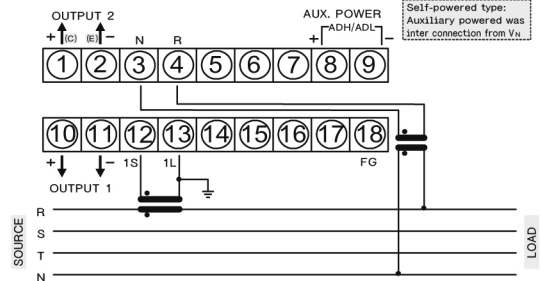 OUTPUT 2
+ (C) (E) −
N R
AUX. POWER
ADH/ADL
+ −
Self-powered type:
Auxiliary powered was
inter connection from VN
1 2 3 4 5 6 7 8 9
10 11 12 13 14 15 16 17 18
+ − 1S 1L FG
OUTPUT 1
SOURCE
R
S
T
N
LOAD